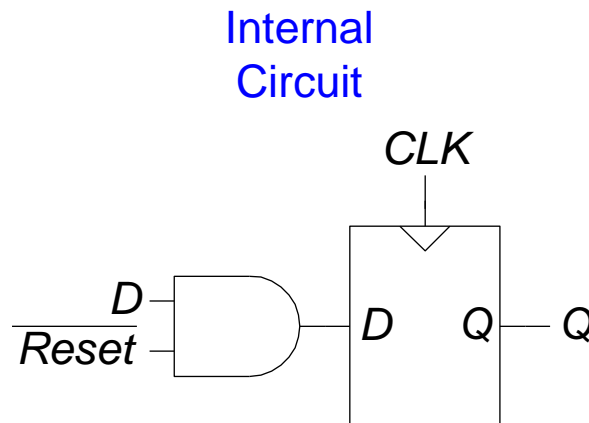 Internal
Circuit
CLK
D
D Q Q
Reset